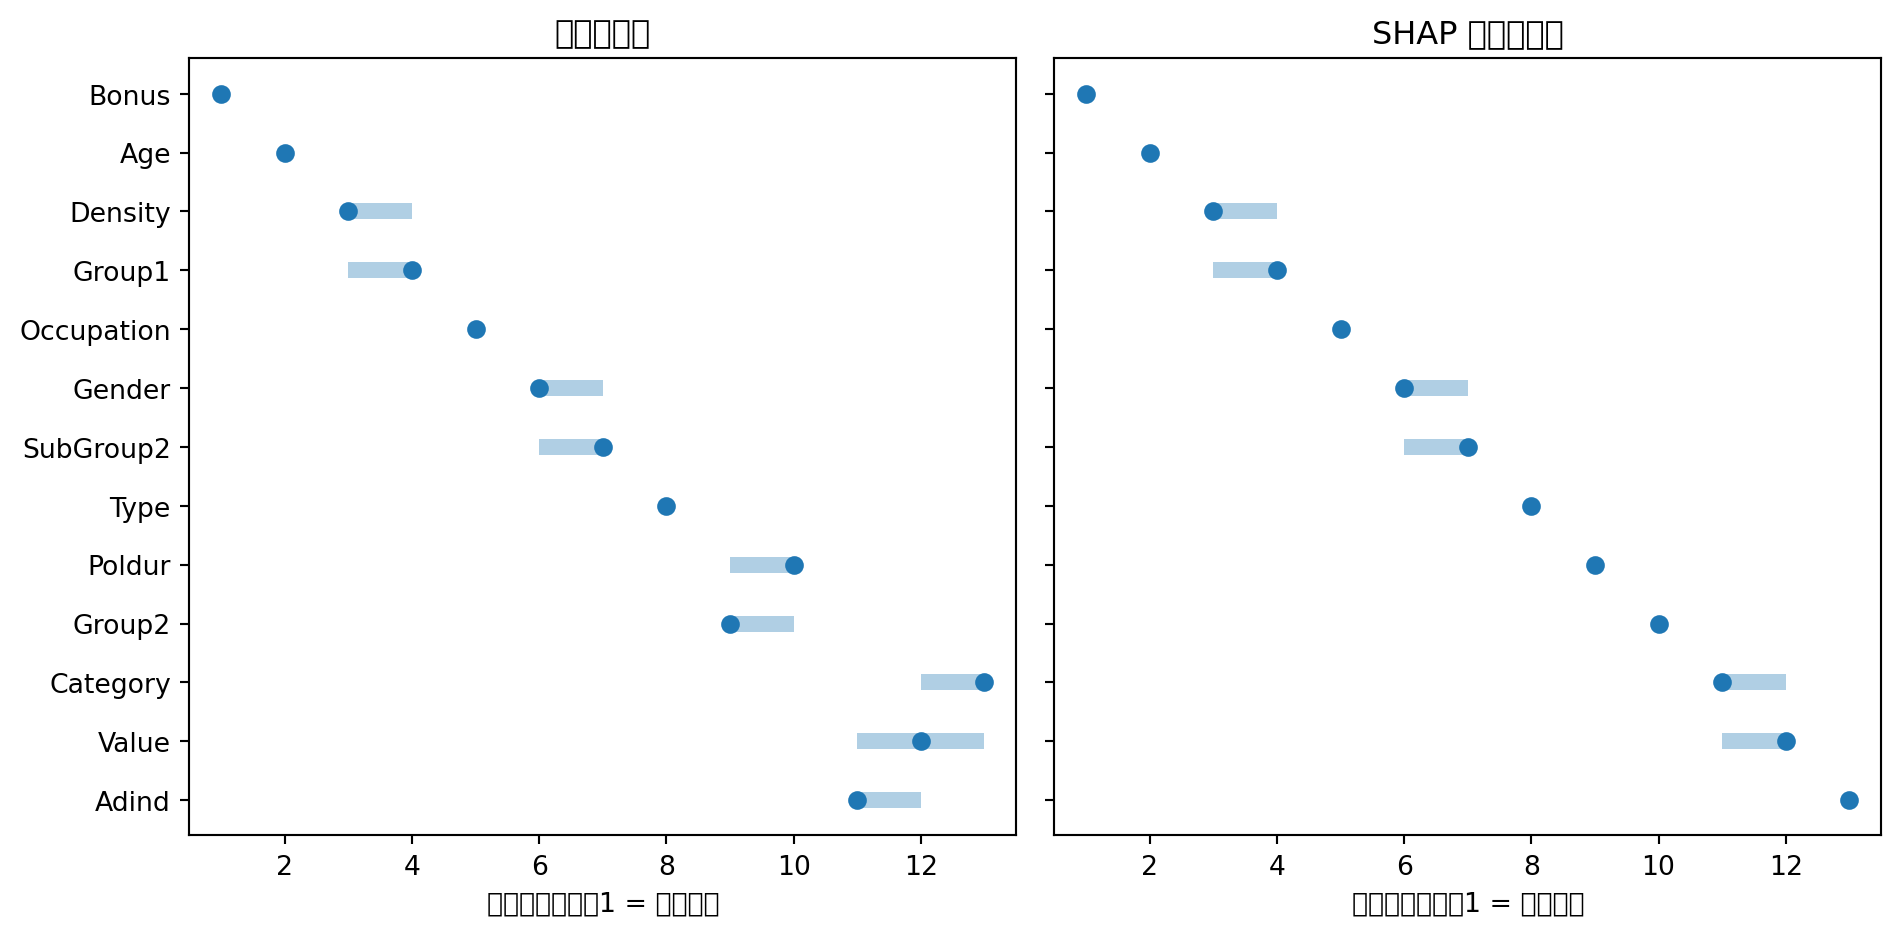 SHAP
Bonus
Age
Density
Group1
Occupation
Gender
SubGroup2
Type
Poldur
Group2
Category
Value
Adind
2 4 6 8 10 12
2 4 6 8 10 12
1 =
1 =